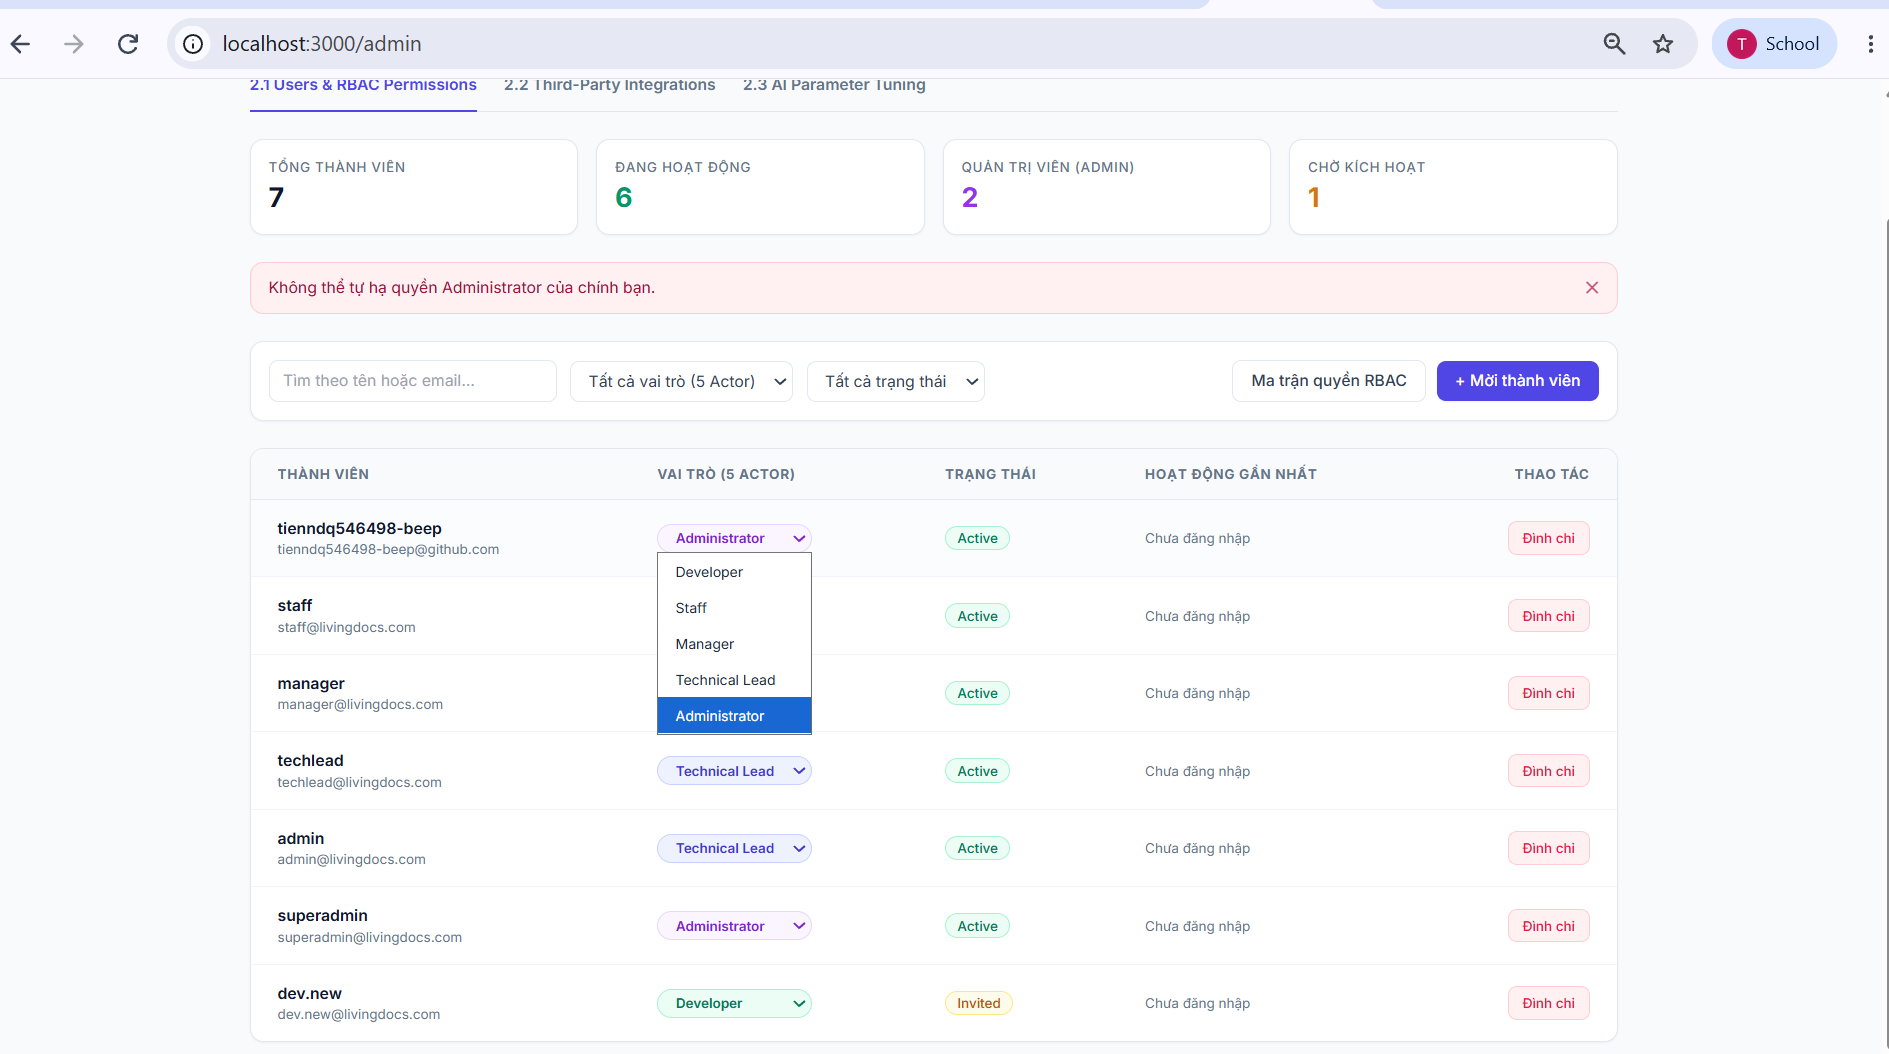 localhost:3000/admin
T School
2.1 Users & RBAC Permissions 2.2 Third-Party Integrations 2.3 AI Parameter Tuning
TỔNG THÀNH VIÊN
7
ĐANG HOẠT ĐỘNG
6
QUẢN TRỊ VIÊN (ADMIN)
2
CHỜ KÍCH HOẠT
1
Không thể tự hạ quyền Administrator của chính bạn.
Tìm theo tên hoặc email...
Tất cả vai trò (5 Actor)
Tất cả trạng thái
Ma trận quyền RBAC
+ Mời thành viên
THÀNH VIÊN VAI TRÒ (5 ACTOR) TRẠNG THÁI HOẠT ĐỘNG GẦN NHẤT THAO TÁC
tienndq546498-beep
tienndq546498-beep@github.com
Administrator
Active
Chưa đăng nhập
Đình chỉ
Developer
Staff
Manager
Technical Lead
Administrator
staff
staff@livingdocs.com
Active
Chưa đăng nhập
Đình chỉ
manager
manager@livingdocs.com
Active
Chưa đăng nhập
Đình chỉ
techlead
techlead@livingdocs.com
Technical Lead
Active
Chưa đăng nhập
Đình chỉ
admin
admin@livingdocs.com
Technical Lead
Active
Chưa đăng nhập
Đình chỉ
superadmin
superadmin@livingdocs.com
Administrator
Active
Chưa đăng nhập
Đình chỉ
dev.new
dev.new@livingdocs.com
Developer
Invited
Chưa đăng nhập
Đình chỉ